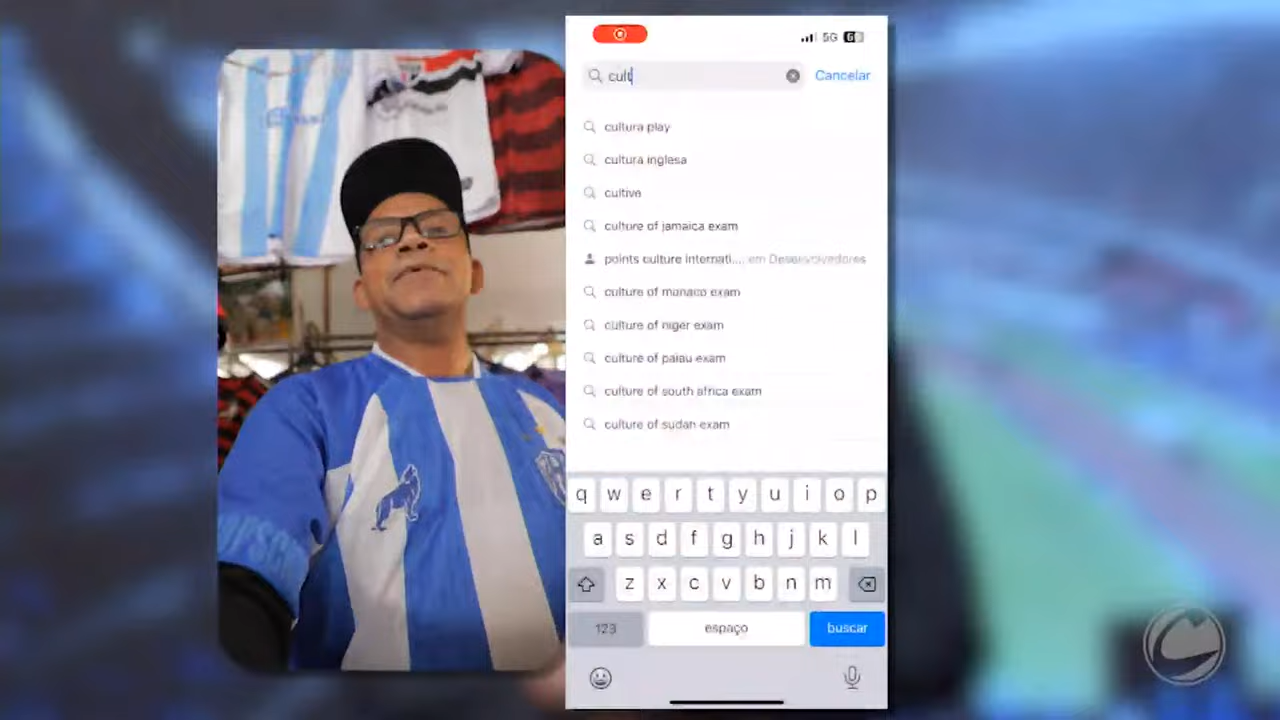 5G
cult
Cancelar
cultura play
cultura inglesa
cultive
culture of jamaica exam
points culture internati... em Desenvolvedores
culture of monaco exam
culture of niger exam
culture of palau exam
culture of south africa exam
culture of sudan exam
q w e r t y u i o p
a s d f g h j k l
z x c v b n m
123
espaço
buscar